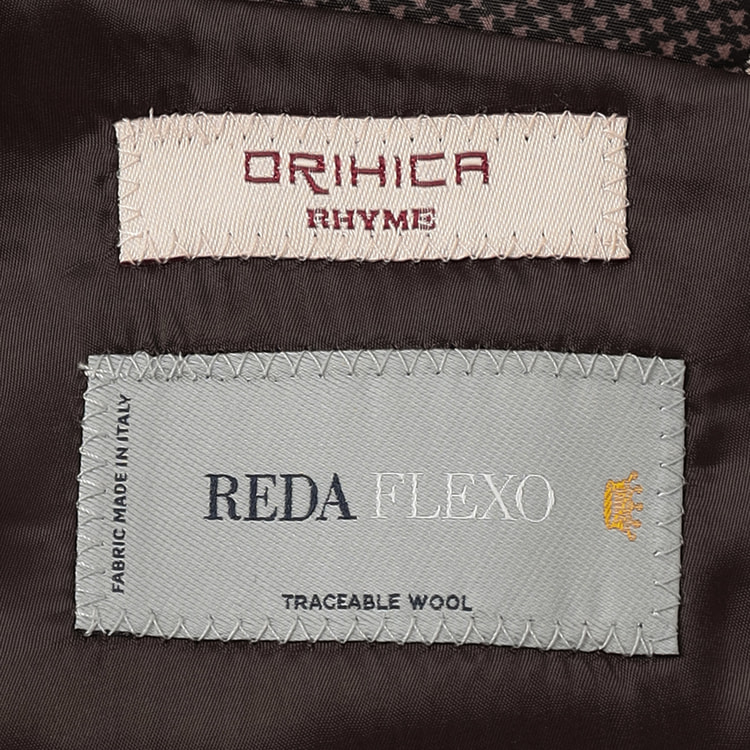 ORIHICA
RHYME
FABRIC MADE IN ITALY
REDA FLEXO
TRACEABLE WOOL